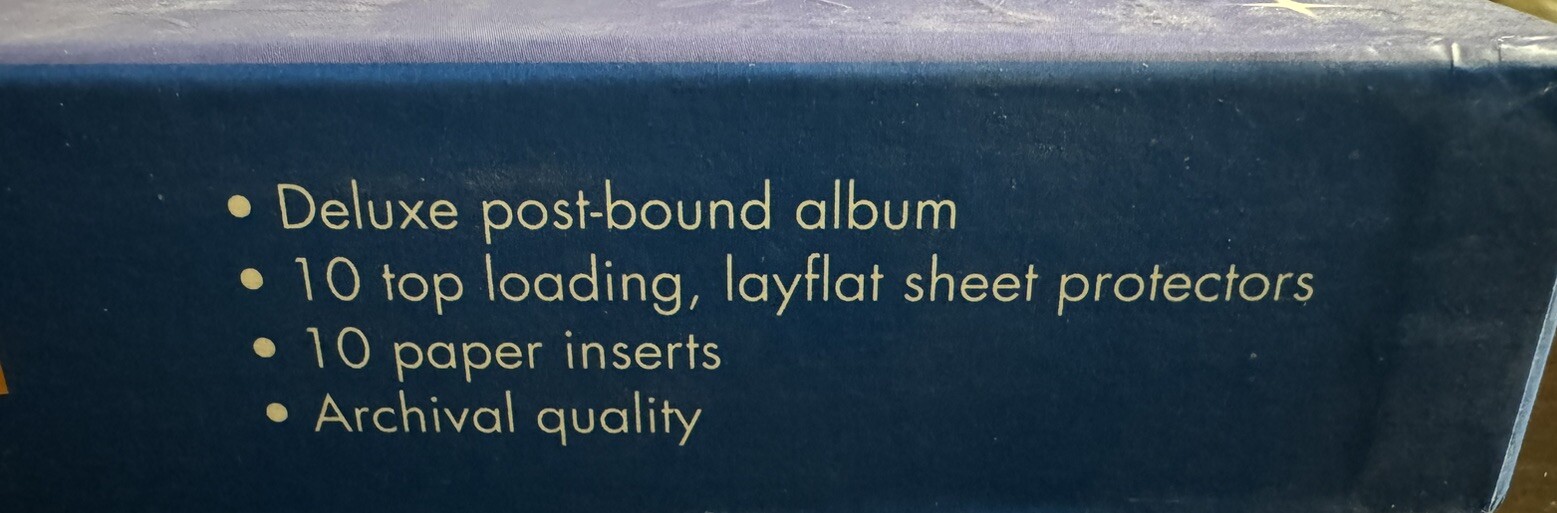 • Deluxe post-bound album
• 10 top loading, layflat sheet protectors
• 10 paper inserts
• Archival quality